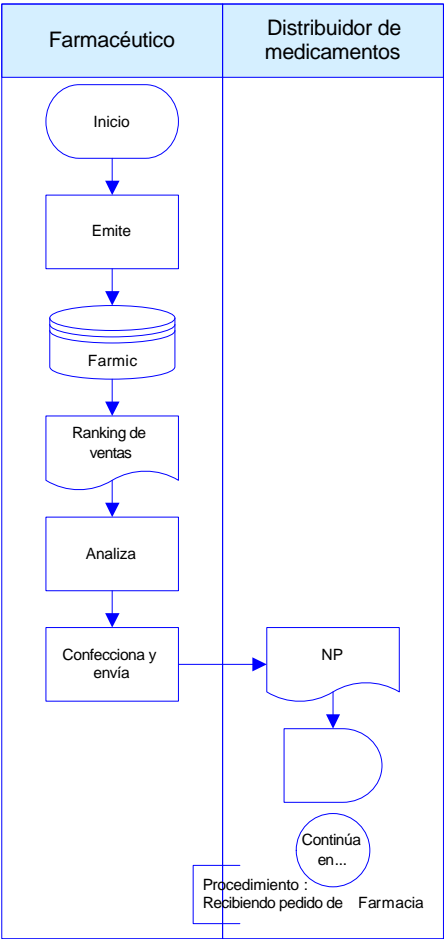 Farmacéutico
Distribuidor de
medicamentos
Inicio
Emite
Farmic
Ranking de
ventas
Analiza
Confecciona y
envía
NP
Continúa
en...
Procedimiento :
Recibiendo pedido de Farmacia